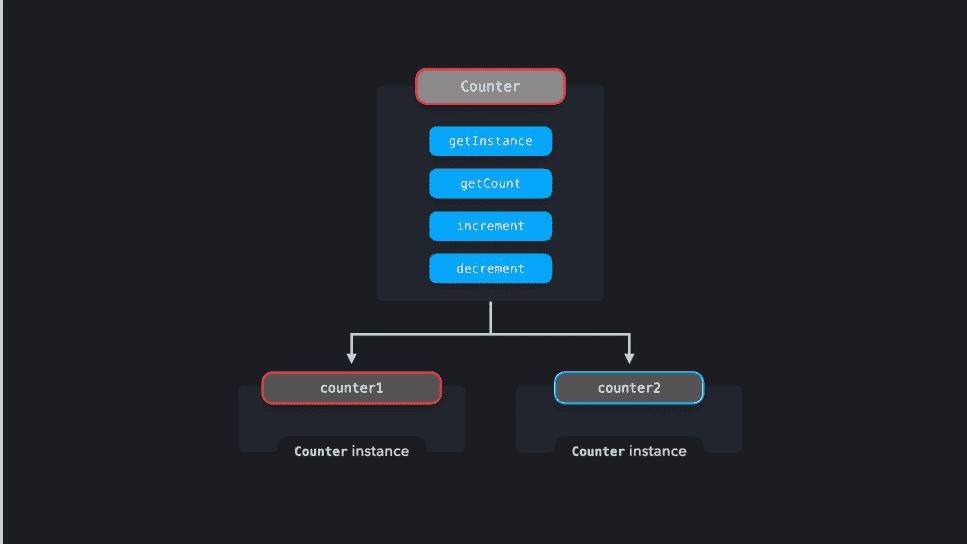 Counter
getInstance
getCount
increment
decrement
counter1
counter2
Counter instance
Counter instance